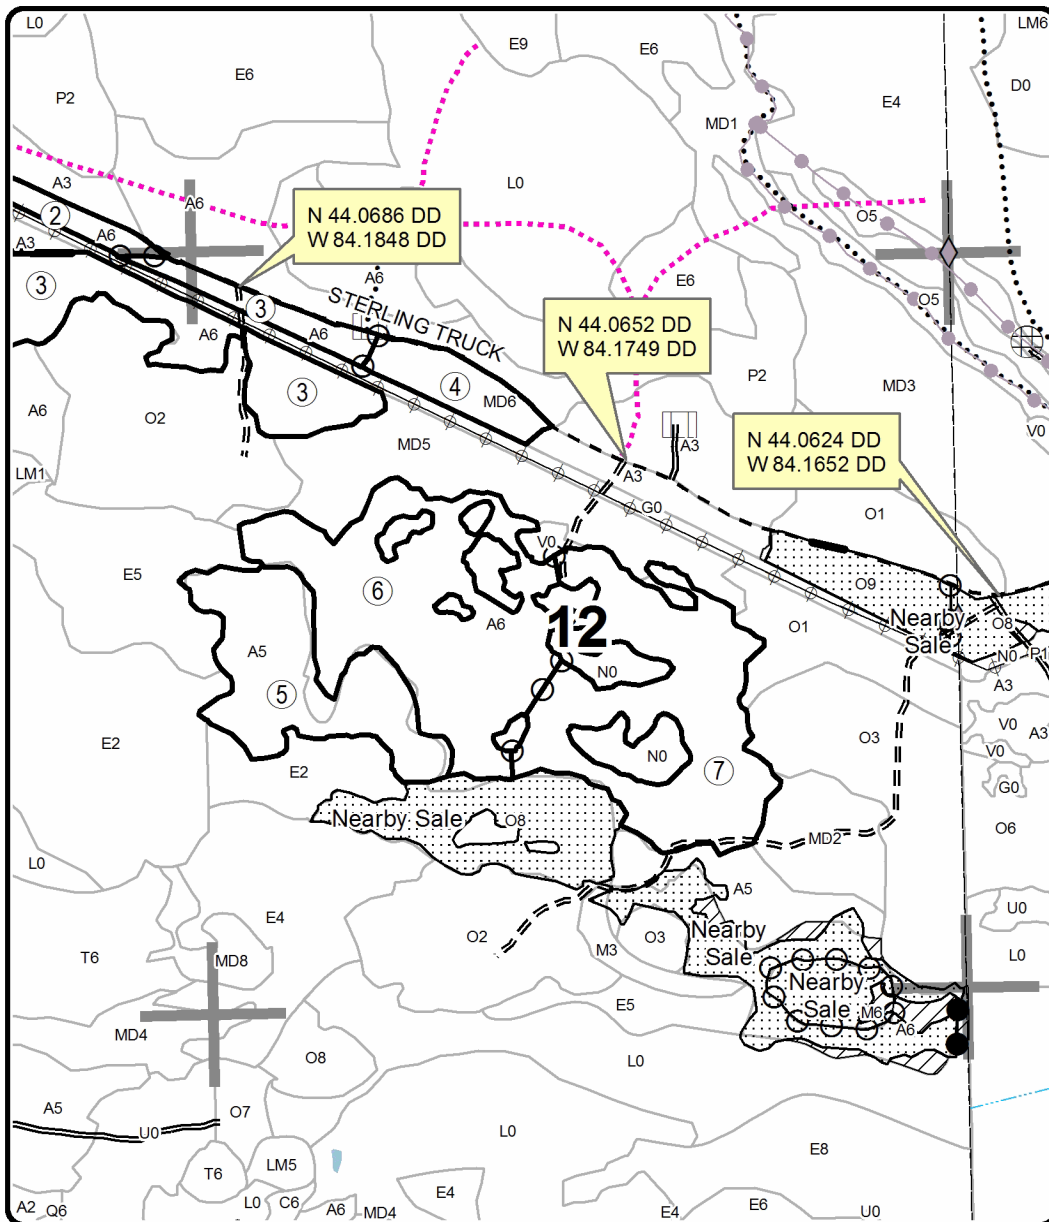 L0
E9
E6
LM6
E6
P2
E4
D0
MD1
A3
A6
L0
O5
2
A6
A3
N 44.0686 DD
W 84.1848 DD
3
A6
E6
O5
3
STERLING TRUCK
A6
A6
N 44.0652 DD
W 84.1749 DD
P2
MD3
4
3
MD6
A6
O2
MD5
V0
N 44.0624 DD
W 84.1652 DD
A3
LM1
A3
G0
O1
V0
E5
6
O9
A6
12
O1
Nearby
Sale
O8
A5
N0
N0
P1
A3
5
V0
A3
E2
O3
V0
E2
N0
7
G0
Nearby Sale
O8
O6
MD2
L0
A5
U0
E4
O2
Nearby
Sale
T6
M3
O3
L0
MD8
Nearby
Sale
M6
E5
A6
MD4
O8
L0
A5
O7
U0
L0
E8
T6
LM5
A2
Q6
L0
C6
A6
MD4
E4
E4
E6
U0